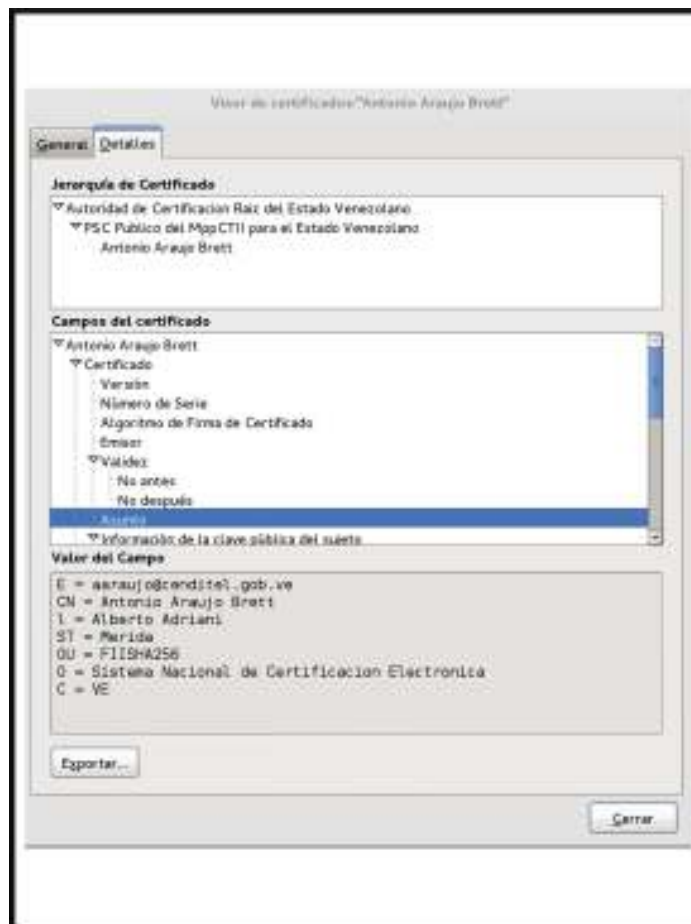 Visor de certificados:"Antonio Araujo Brett"
General Detalles
Jerarquía de Certificado
Autoridad de Certificacion Raiz del Estado Venezolano
PSC Publico del MppCTII para el Estado Venezolano
Antonio Araujo Brett
Campos del certificado
Antonio Araujo Brett
Certificado
Versión
Número de Serie
Algoritmo de Firma de Certificado
Emisor
Validez
No antes
No después
Asunto
Información de la clave pública del sujeto
Valor del Campo
E = aaraujo@cenditel.gob.ve
CN = Antonio Araujo Brett
l = Alberto Adriani
ST = Merida
OU = FIISHA256
O = Sistema Nacional de Certificacion Electronica
C = VE
Exportar...
Cerrar